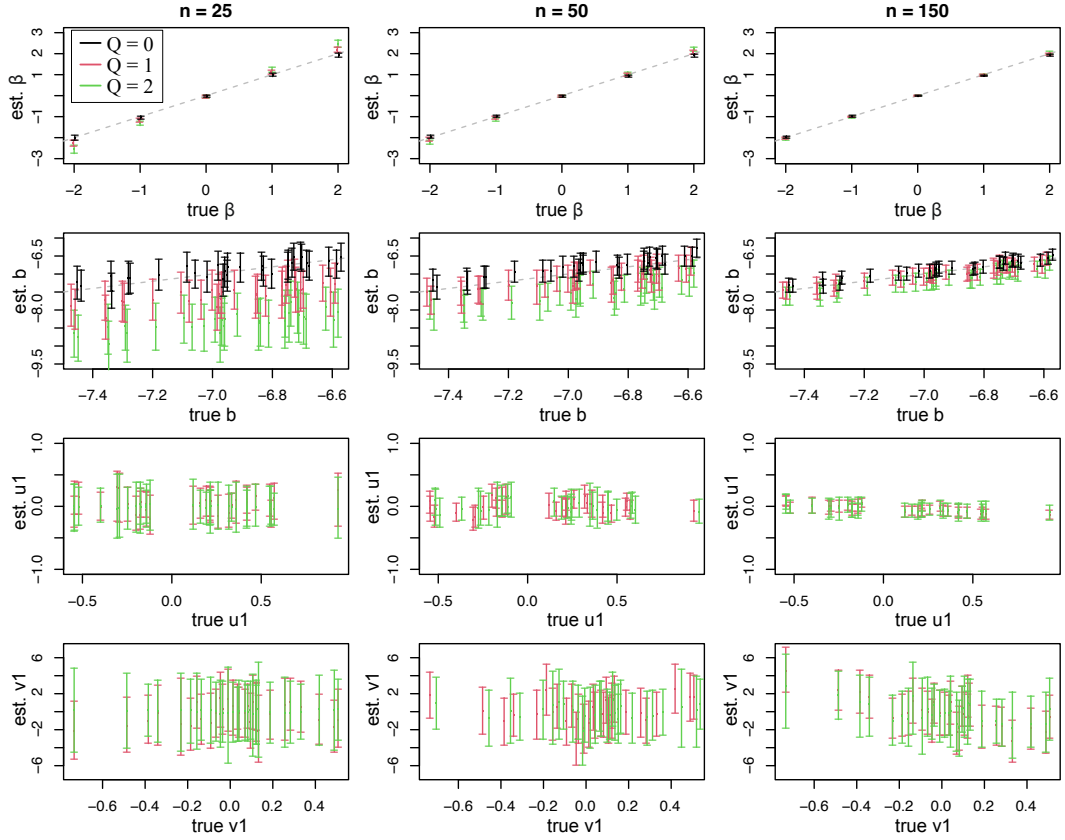 n = 25
n = 50
n = 150
Q = 0
Q = 1
Q = 2
est. β
3
2
1
-1
-3
-2 -1 0 1 2
true β
est. β
3
2
1
-1
-3
-2 -1 0 1 2
true β
est. β
3
2
1
-1
-3
-2 -1 0 1 2
true β
est. b
-6.5
-8.0
-9.5
-7.4 -7.2 -7.0 -6.8 -6.6
true b
est. b
-6.5
-8.0
-9.5
-7.4 -7.2 -7.0 -6.8 -6.6
true b
est. b
-6.5
-8.0
-9.5
-7.4 -7.2 -7.0 -6.8 -6.6
true b
est. u1
1.0
0.0
-1.0
-0.5 0.0 0.5
true u1
est. u1
1.0
0.0
-1.0
-0.5 0.0 0.5
true u1
est. u1
1.0
0.0
-1.0
-0.5 0.0 0.5
true u1
est. v1
6
2
-2
-6
-0.6 -0.4 -0.2 0.0 0.2 0.4
true v1
est. v1
6
2
-2
-6
-0.6 -0.4 -0.2 0.0 0.2 0.4
true v1
est. v1
6
2
-2
-6
-0.6 -0.4 -0.2 0.0 0.2 0.4
true v1